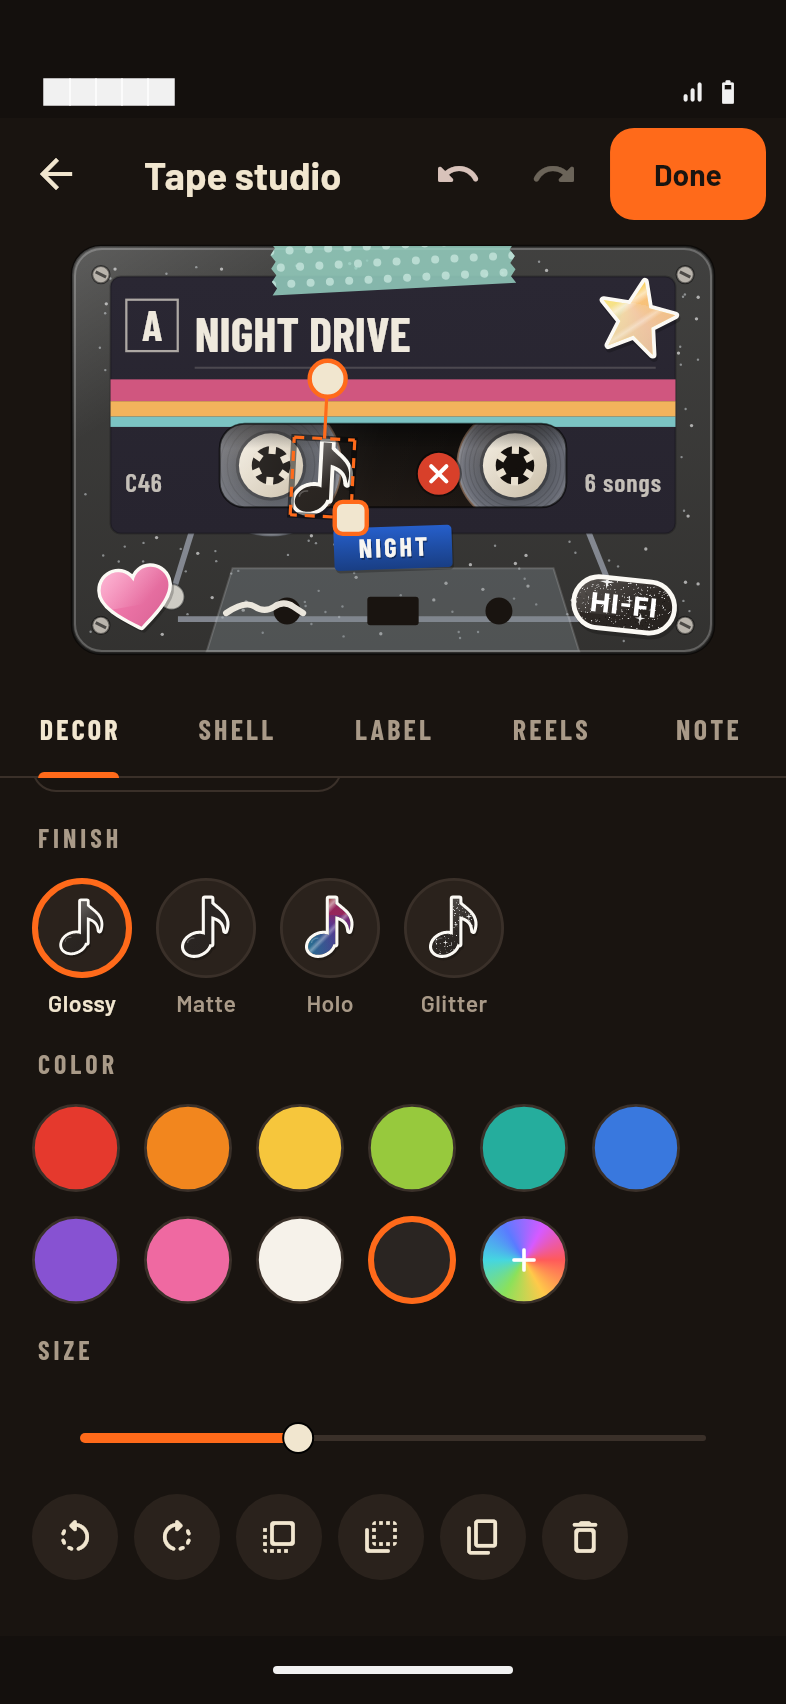 Tape studio
Done
A
NIGHT DRIVE
C46
6 songs
NIGHT
HI-FI
DECOR
SHELL
LABEL
REELS
NOTE
FINISH
Glossy
Matte
Holo
Glitter
COLOR
SIZE